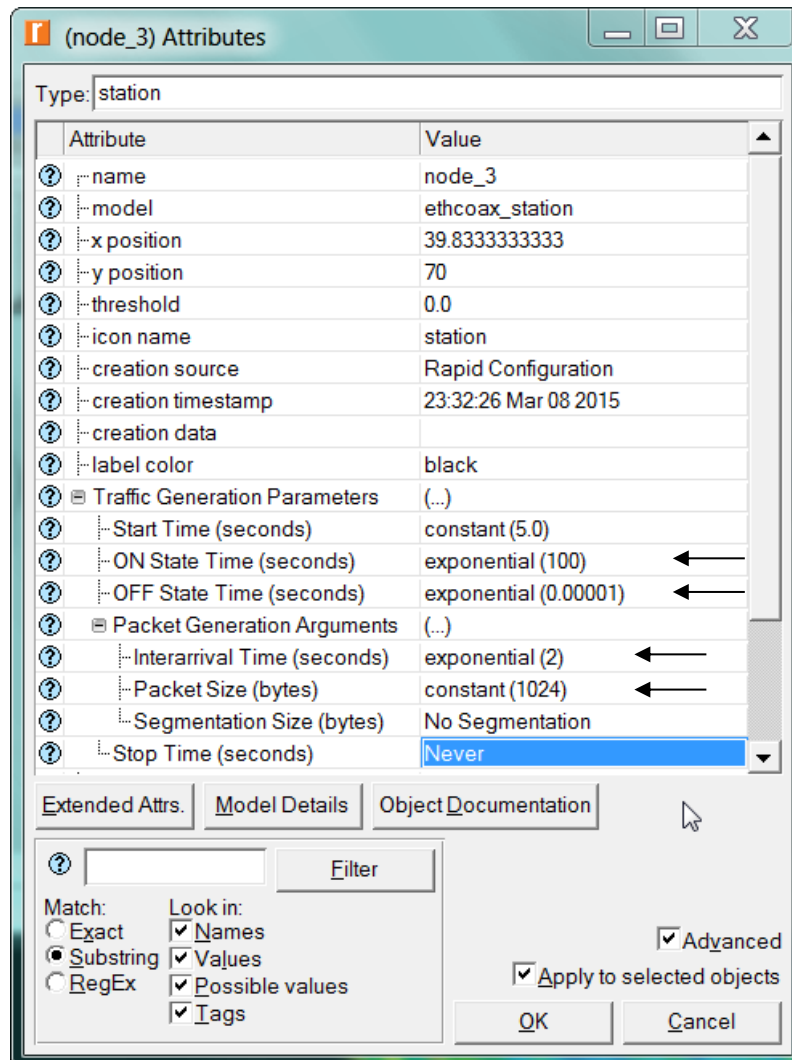 (node_3) Attributes
Type: station
Attribute Value
name node_3
model ethcoax_station
x position 39.8333333333
y position 70
threshold 0.0
icon name station
creation source Rapid Configuration
creation timestamp 23:32:26 Mar 08 2015
creation data
label color black
Traffic Generation Parameters (...)
Start Time (seconds) constant (5.0)
ON State Time (seconds) exponential (100)
OFF State Time (seconds) exponential (0.00001)
Packet Generation Arguments (...)
Interarrival Time (seconds) exponential (2)
Packet Size (bytes) constant (1024)
Segmentation Size (bytes) No Segmentation
Stop Time (seconds) Never
Extended Attrs. Model Details Object Documentation
Filter
Match: Look in:
Exact Names
Substring Values
RegEx Possible values
Tags
Advanced
Apply to selected objects
OK Cancel